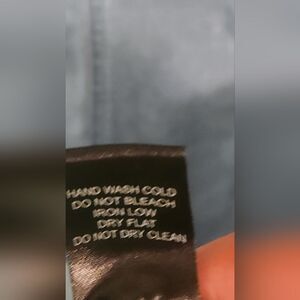 HAND WASH COLD
DO NOT BLEACH
IRON LOW
DRY FLAT
DO NOT DRY CLEAN